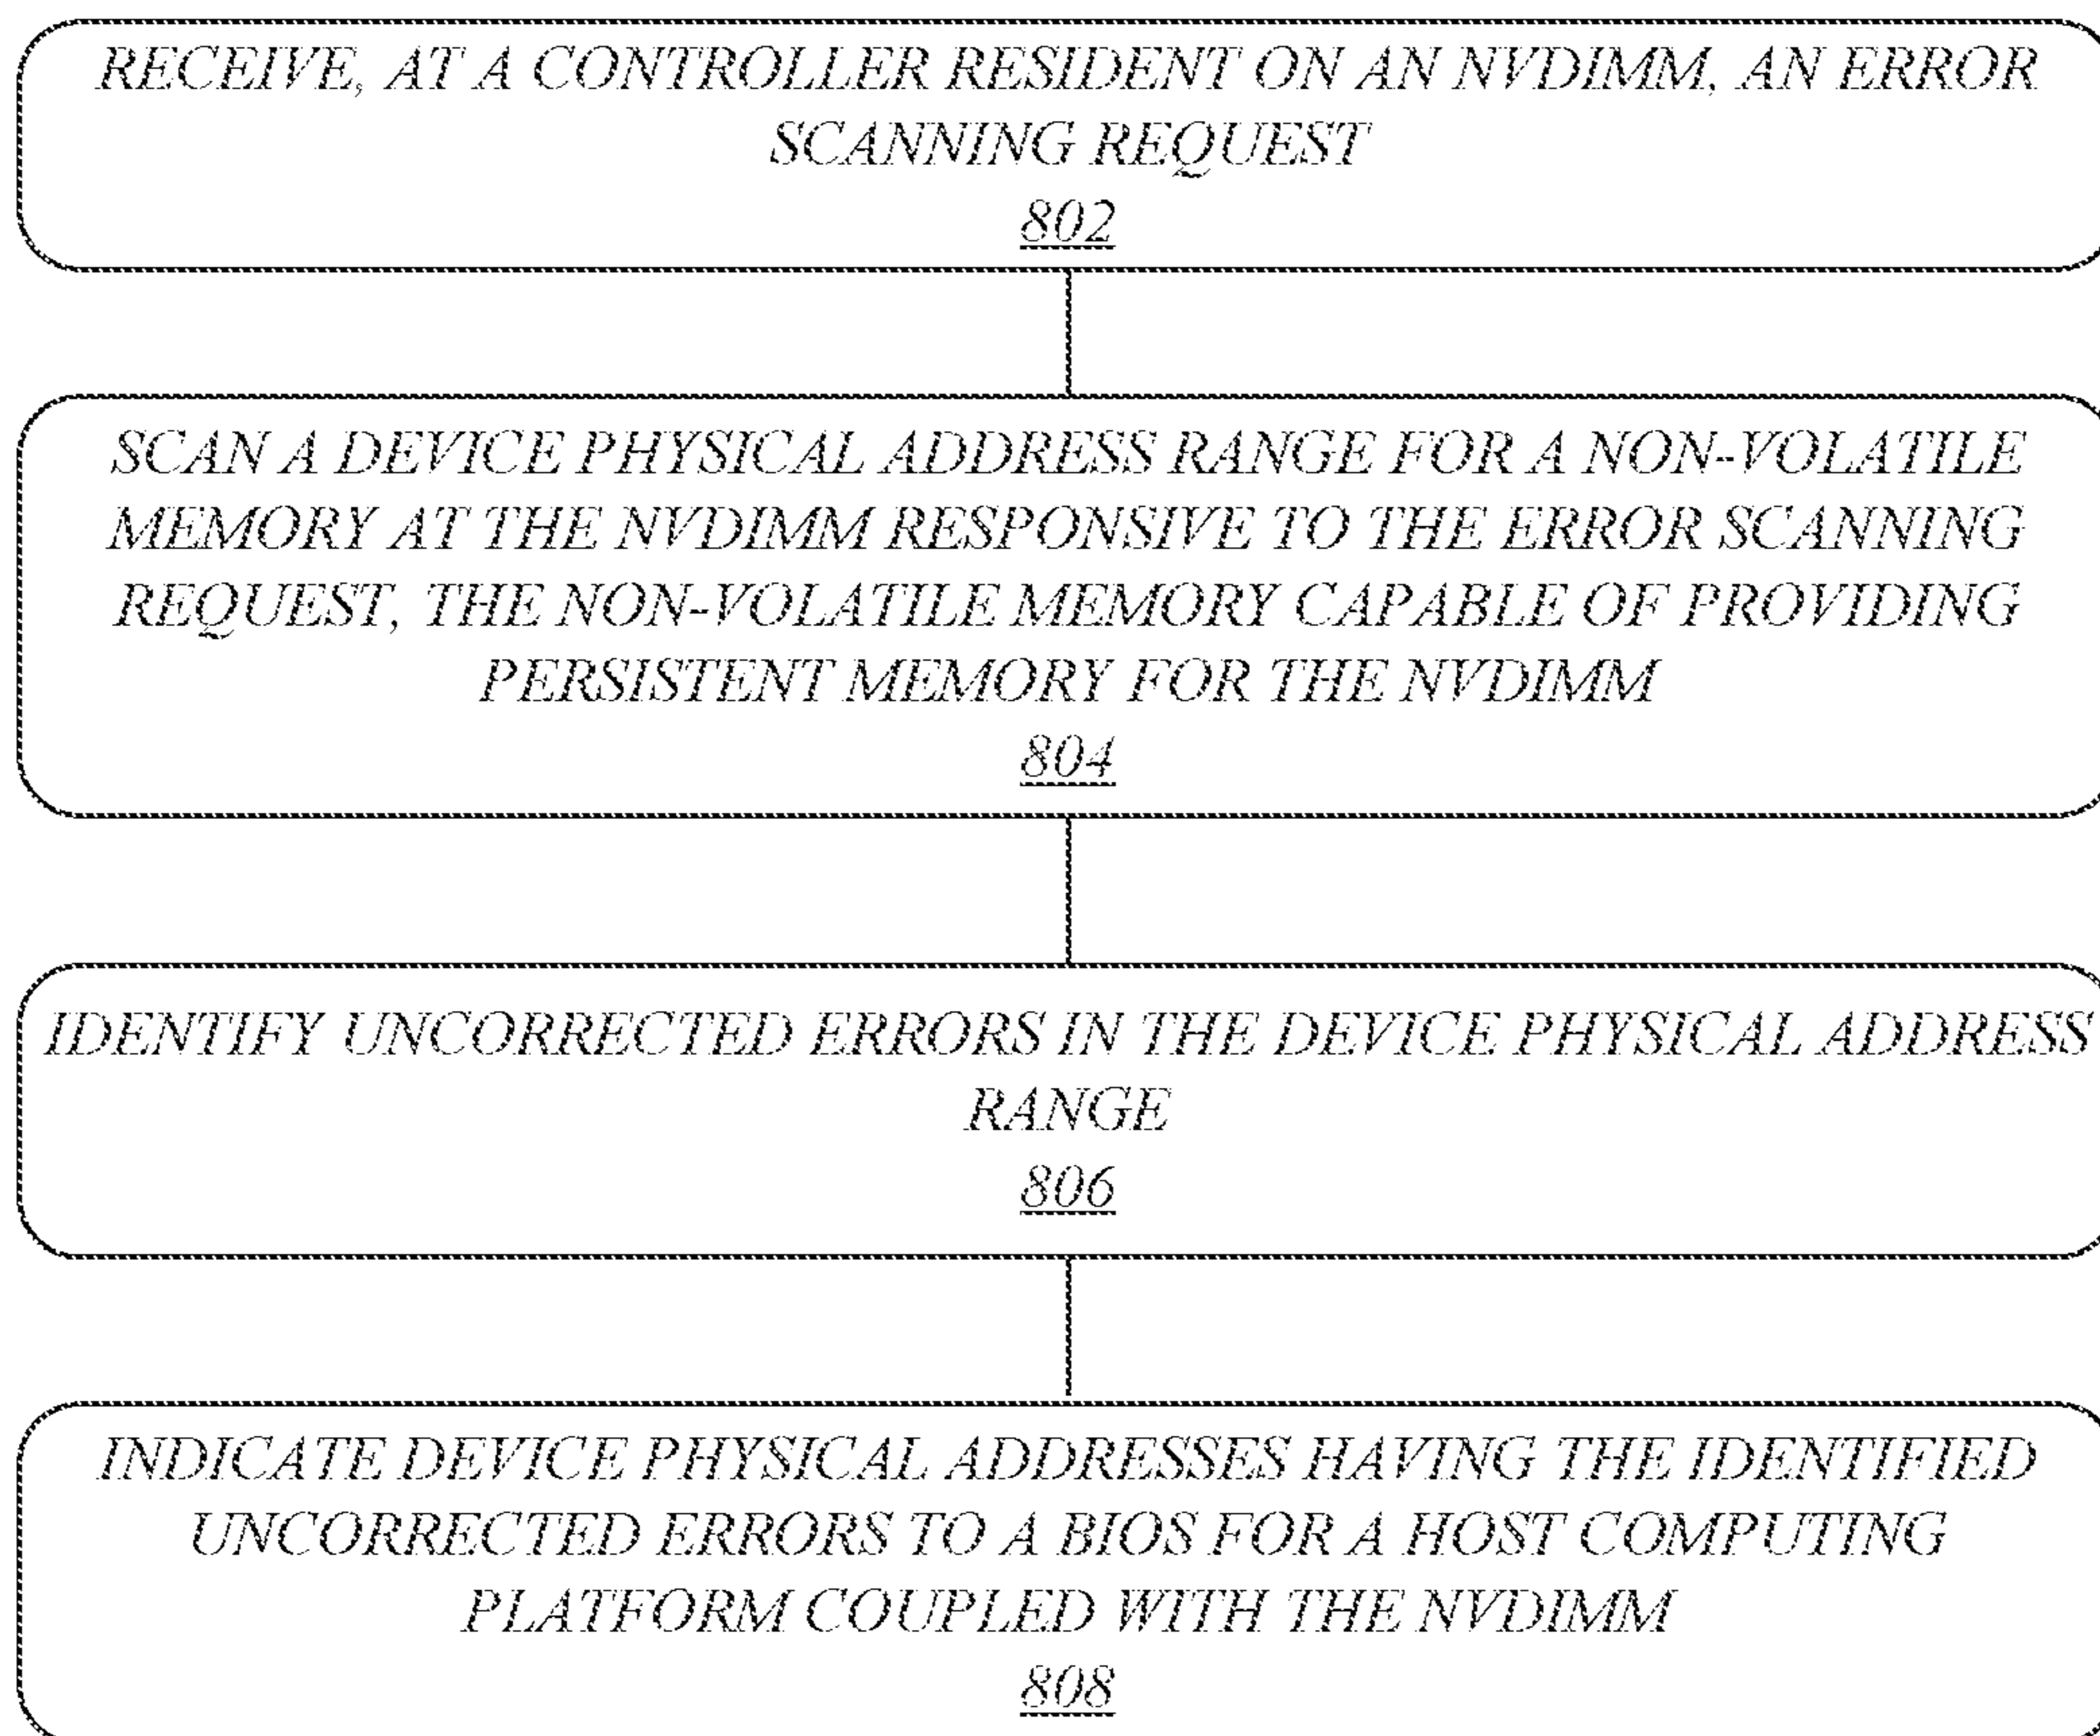 RECEIVE, AT A CONTROLLER RESIDENT ON AN NVDIMM, AN ERROR
SCANNING REQUEST
802
SCAN A DEVICE PHYSICAL ADDRESS RANGE FOR A NON-VOLATILE
MEMORY AT THE NVDIMM RESPONSIVE TO THE ERROR SCANNING
REQUEST, THE NON-VOLATILE MEMORY CAPABLE OF PROVIDING
PERSISTENT MEMORY FOR THE NVDIMM
804
IDENTIFY UNCORRECTED ERRORS IN THE DEVICE PHYSICAL ADDRESS
RANGE
806
INDICATE DEVICE PHYSICAL ADDRESSES HAVING THE IDENTIFIED
UNCORRECTED ERRORS TO A BIOS FOR A HOST COMPUTING
PLATFORM COUPLED WITH THE NVDIMM
808